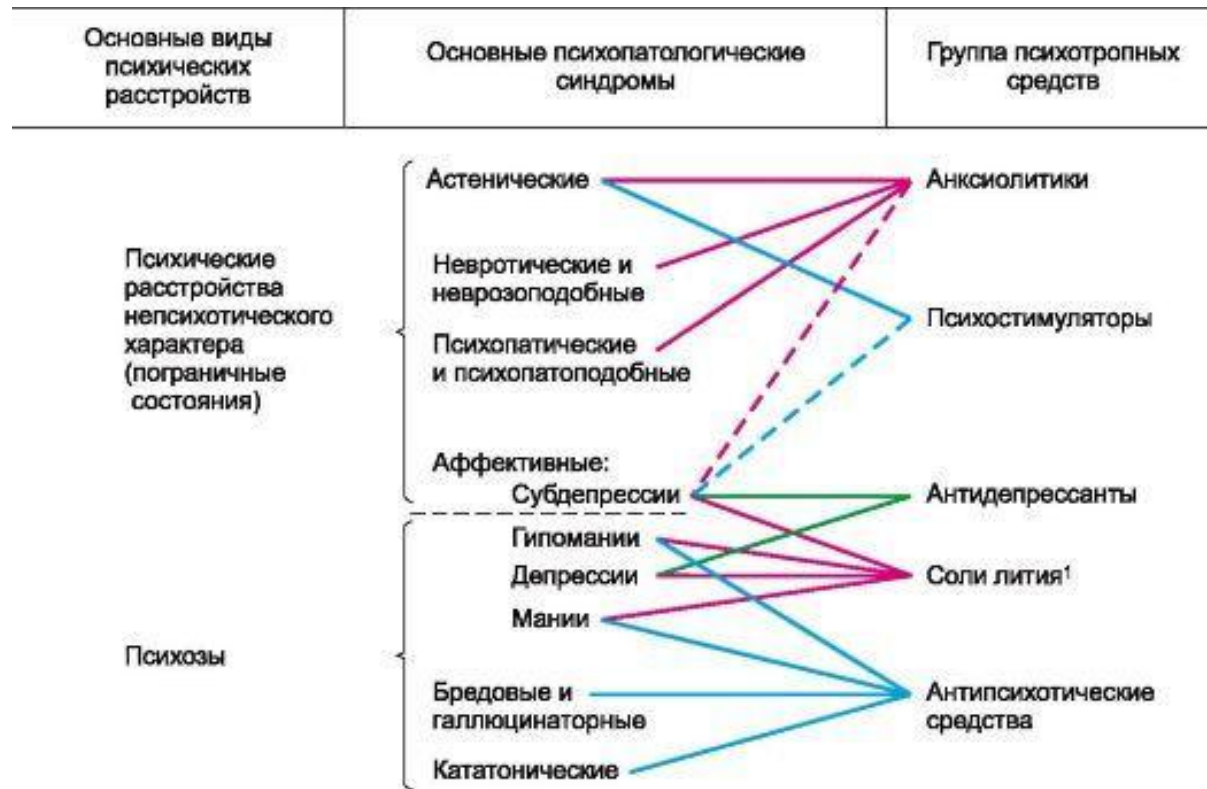 Основные виды
психических
расстройств
Основные психопатологические
синдромы
Группа психотропных
средств
Психические
расстройства
непсихотического
характера
(пограничные
состояния)
Астенические
Невротические и
неврозоподобные
Психопатические
и психопатоподобные
Аффективные:
Субдепрессии
Гипомании
Депрессии
Мании
Психозы
Бредовые и
галлюцинаторные
Кататонические
Анксиолитики
Психостимуляторы
Антидепрессанты
Соли лития¹
Антипсихотические
средства